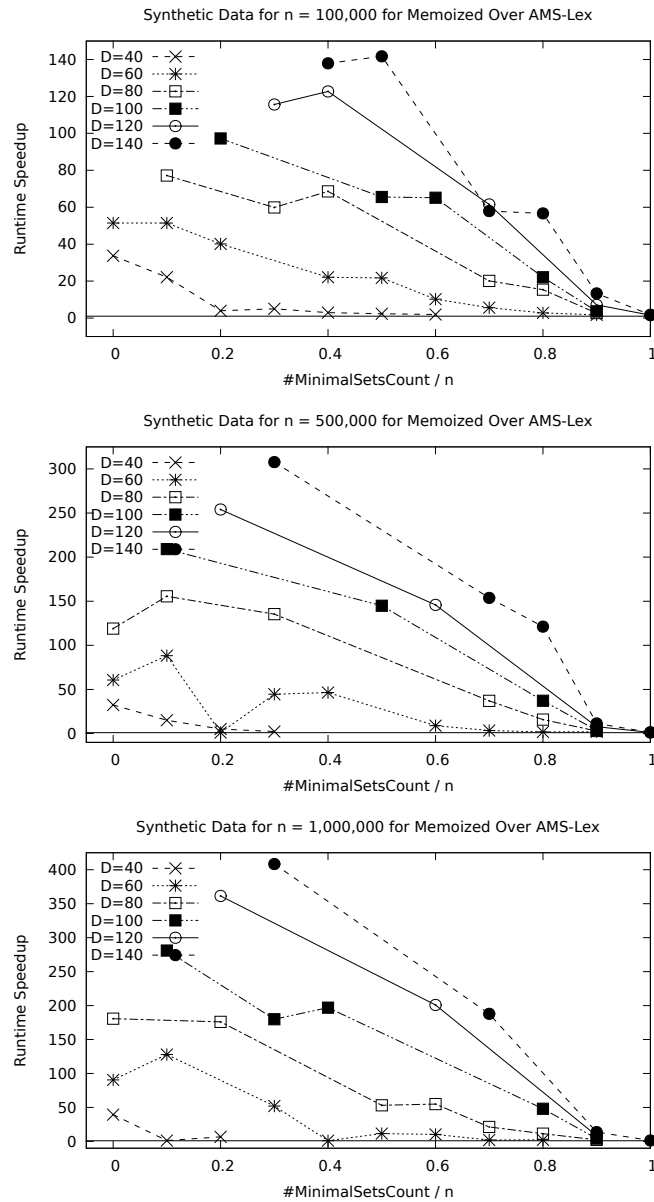 Synthetic Data for n = 100,000 for Memoized Over AMS-Lex
140
120
100
80
60
40
20
0
Runtime Speedup
D=40
D=60
D=80
D=100
D=120
D=140
0 0.2 0.4 0.6 0.8 1
#MinimalSetsCount / n
Synthetic Data for n = 500,000 for Memoized Over AMS-Lex
300
250
200
150
100
50
0
Runtime Speedup
D=40
D=60
D=80
D=100
D=120
D=140
0 0.2 0.4 0.6 0.8 1
#MinimalSetsCount / n
Synthetic Data for n = 1,000,000 for Memoized Over AMS-Lex
400
350
300
250
200
150
100
50
0
Runtime Speedup
D=40
D=60
D=80
D=100
D=120
D=140
0 0.2 0.4 0.6 0.8 1
#MinimalSetsCount / n